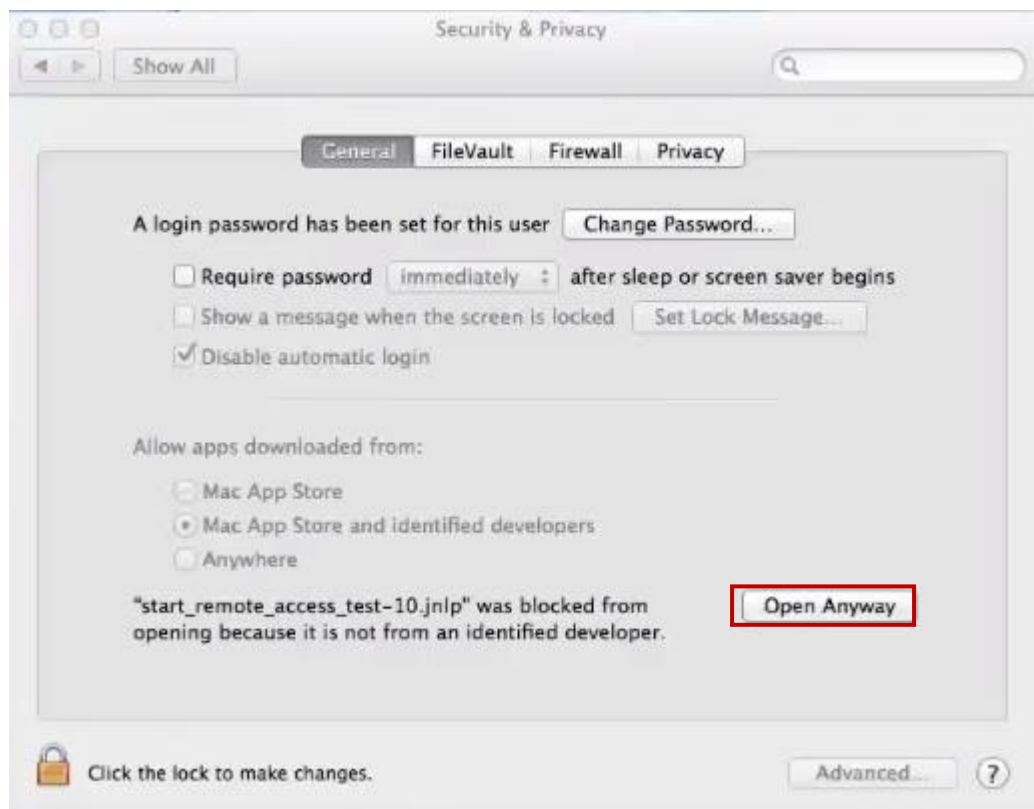 Security & Privacy
Show All
General FileVault Firewall Privacy
A login password has been set for this user Change Password...
Require password immediately after sleep or screen saver begins
Show a message when the screen is locked Set Lock Message...
Disable automatic login
Allow apps downloaded from:
Mac App Store
Mac App Store and identified developers
Anywhere
"start_remote_access_test-10.jnlp" was blocked from Open Anyway
opening because it is not from an identified developer.
Click the lock to make changes. Advanced... ?